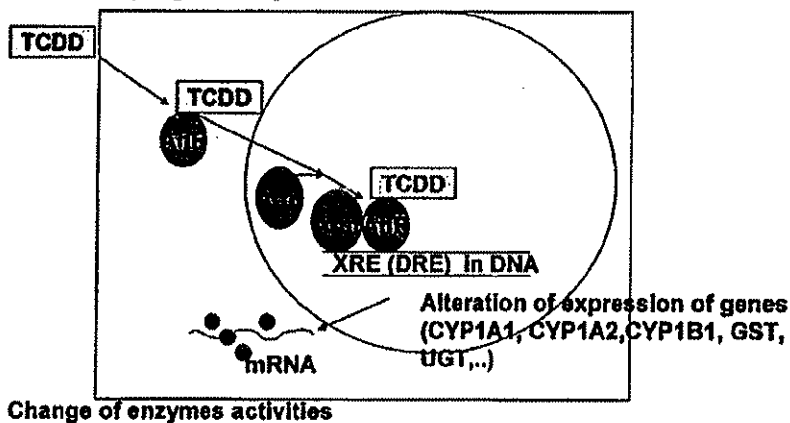 TCDD
TCDD
TCDD
XRE (DRE) in DNA
Alteration of expression of genes
(CYP1A1, CYP1A2,CYP1B1, GST,
UGT,..)
mRNA
Change of enzymes activities